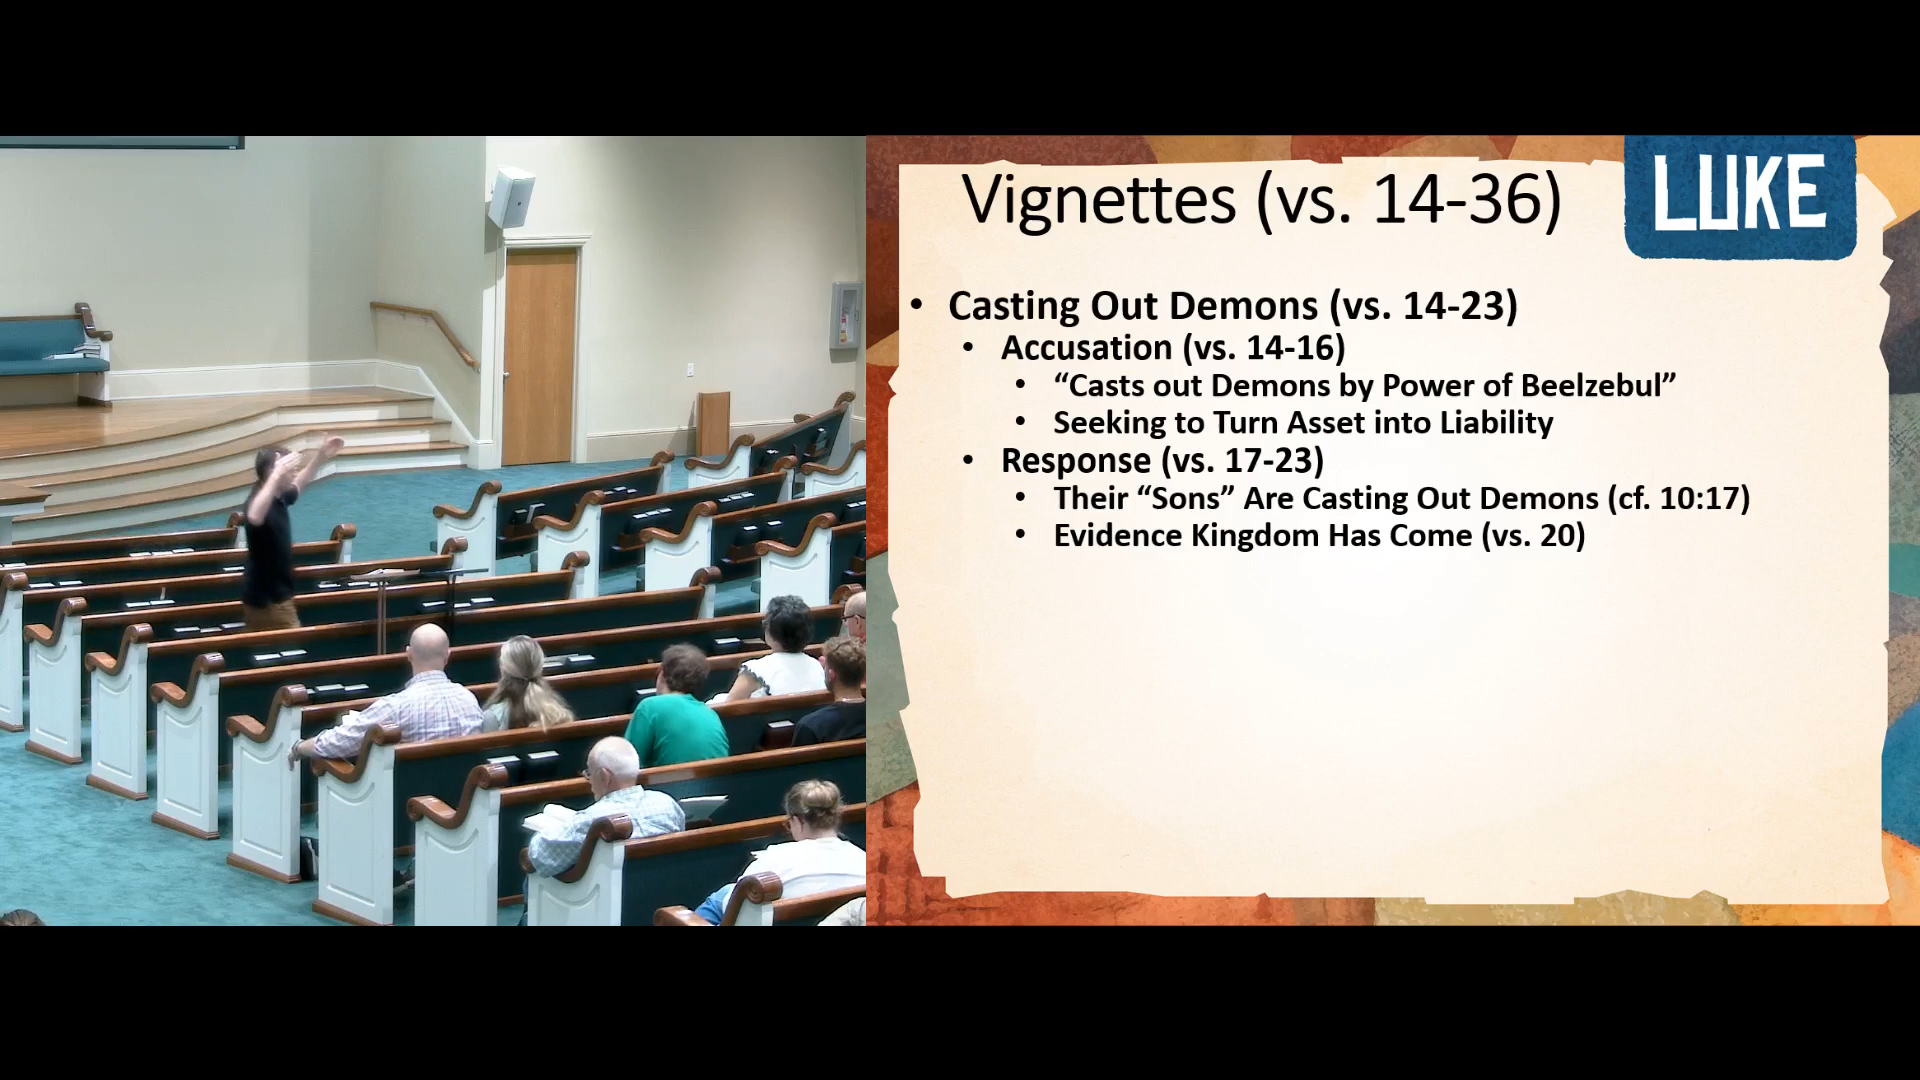 Vignettes (vs. 14-36)
LUKE
• Casting Out Demons (vs. 14-23)
• Accusation (vs. 14-16)
• “Casts out Demons by Power of Beelzebul”
• Seeking to Turn Asset into Liability
• Response (vs. 17-23)
• Their “Sons” Are Casting Out Demons (cf. 10:17)
• Evidence Kingdom Has Come (vs. 20)